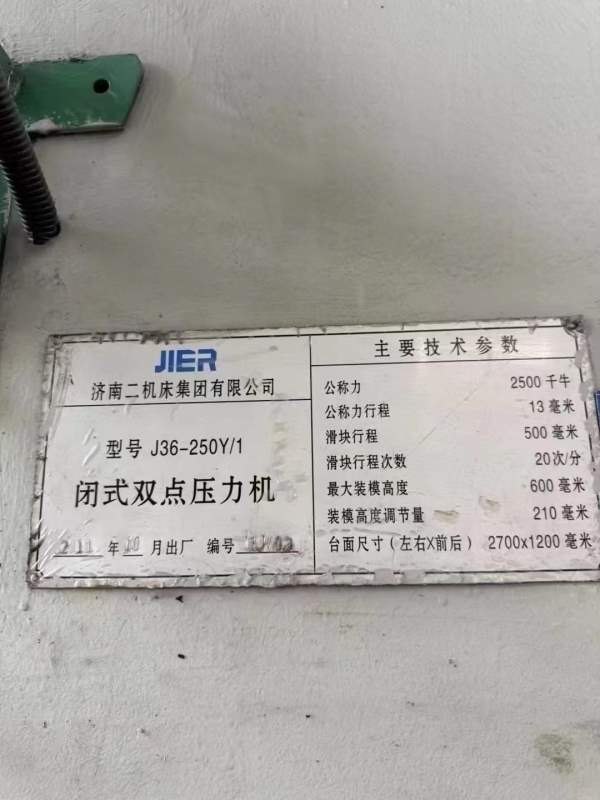 JIER
济南二机床集团有限公司
型号 J36-250Y/1
闭式双点压力机
年 10 月出厂 编号
主要技术参数
公称力 2500 千牛
公称力行程 13 毫米
滑块行程 500 毫米
滑块行程次数 20 次/分
最大装模高度 600 毫米
装模高度调节量 210 毫米
台面尺寸(左右X前后) 2700x1200 毫米